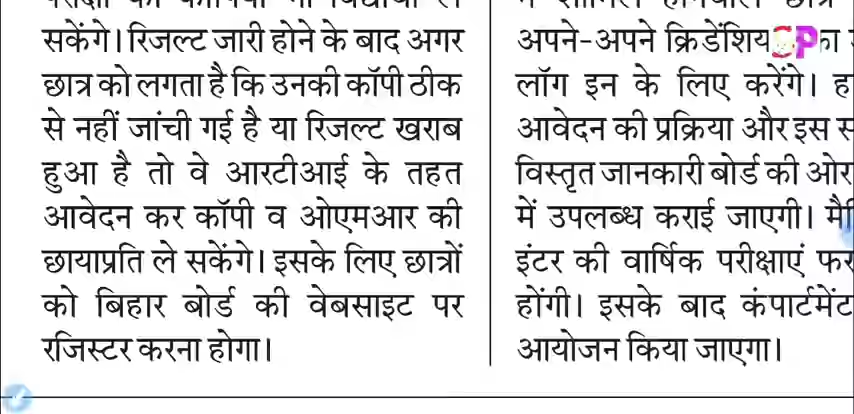 सकेंगे। रिजल्ट जारी होने के बाद अगर
छात्र को लगता है कि उनकी कॉपी ठीक
से नहीं जांची गई है या रिजल्ट खराब
हुआ है तो वे आरटीआई के तहत
आवेदन कर कॉपी व ओएमआर की
छायाप्रति ले सकेंगे। इसके लिए छात्रों
को बिहार बोर्ड की वेबसाइट पर
रजिस्टर करना होगा।
अपने-अपने क्रिडेंशिय
लॉग इन के लिए करेंगे।
आवेदन की प्रक्रिया और इस
विस्तृत जानकारी बोर्ड की ओर
में उपलब्ध कराई जाएगी।
इंटर की वार्षिक परीक्षाएं
होंगी। इसके बाद कंपार्टमेंट
आयोजन किया जाएगा।